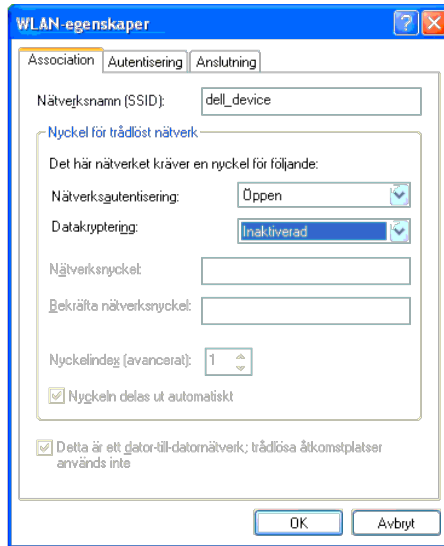 WLAN-egenskaper
Association
Autentisering
Anslutning
Nätverksnamn (SSID): dell_device
Nyckel för trådlöst nätverk
Det här nätverket kräver en nyckel för följande:
Nätverksautentisering: Öppen
Datakryptering: Inaktiverad
Nätverksnyckel:
Bekräfta nätverksnyckel:
Nyckelindex (avancerat): 1
Nyckeln delas ut automatiskt
Detta är ett dator-till-datornätverk; trådlösa åtkomstplatser
används inte
OK
Avbryt